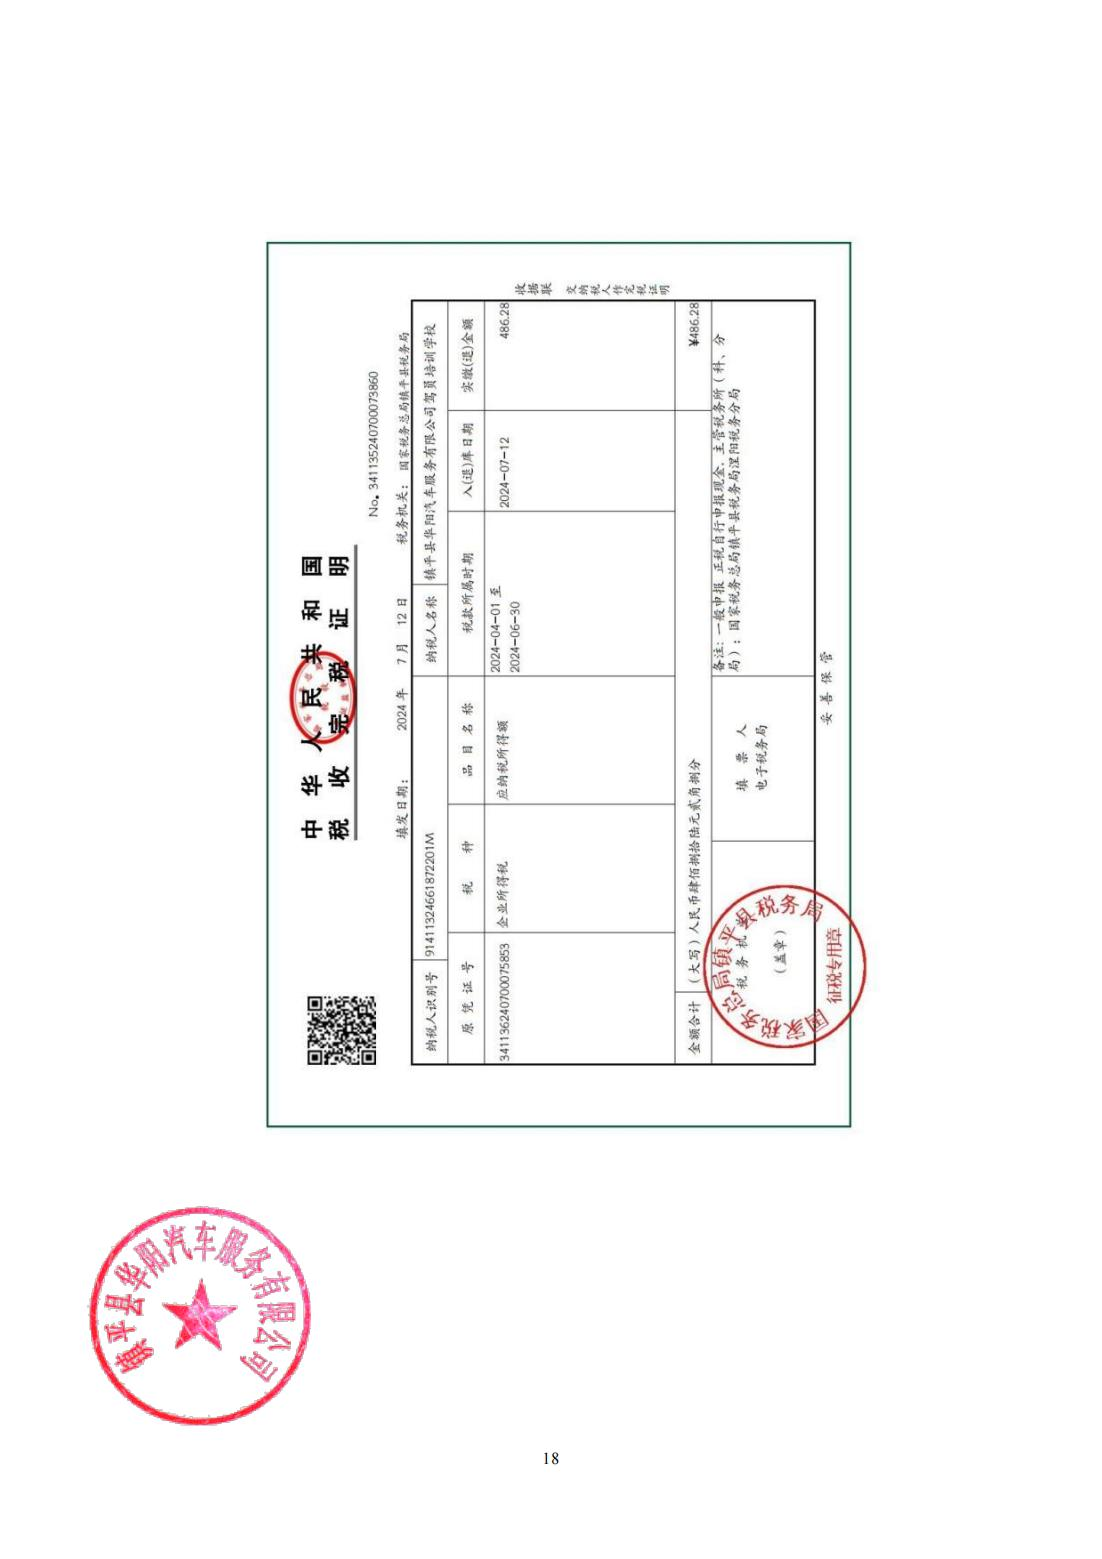 中华人民共和国
税收完税证明
No. 341135240700073860
填发日期： 2024 年 7 月 12 日 税务机关： 国家税务总局镇平县税务局
纳税人识别号 91411324661872201M 纳税人名称 镇平县华阳汽车服务有限公司驾员培训学校
原凭证号 税种 品目名称 税款所属时期 入(退)库日期 实缴(退)金额
341136240700075853 企业所得税 应纳税所得额 2024-04-01 至 2024-07-12 486.28
2024-06-30
金额合计 （大写）人民币肆佰捌拾陆元贰角捌分 ¥486.28
税务机
（盖章）
填票人
电子税务局
备注：一般申报 正税自行申报现金，主管税务所（科、分
局）：国家税务总局镇平县税务局涅阳税务分局
妥善保管
收据联 交纳税人作完税证明
国家税务总局镇平县税务局
征税专用章
镇平县华阳汽车服务有限公司
18